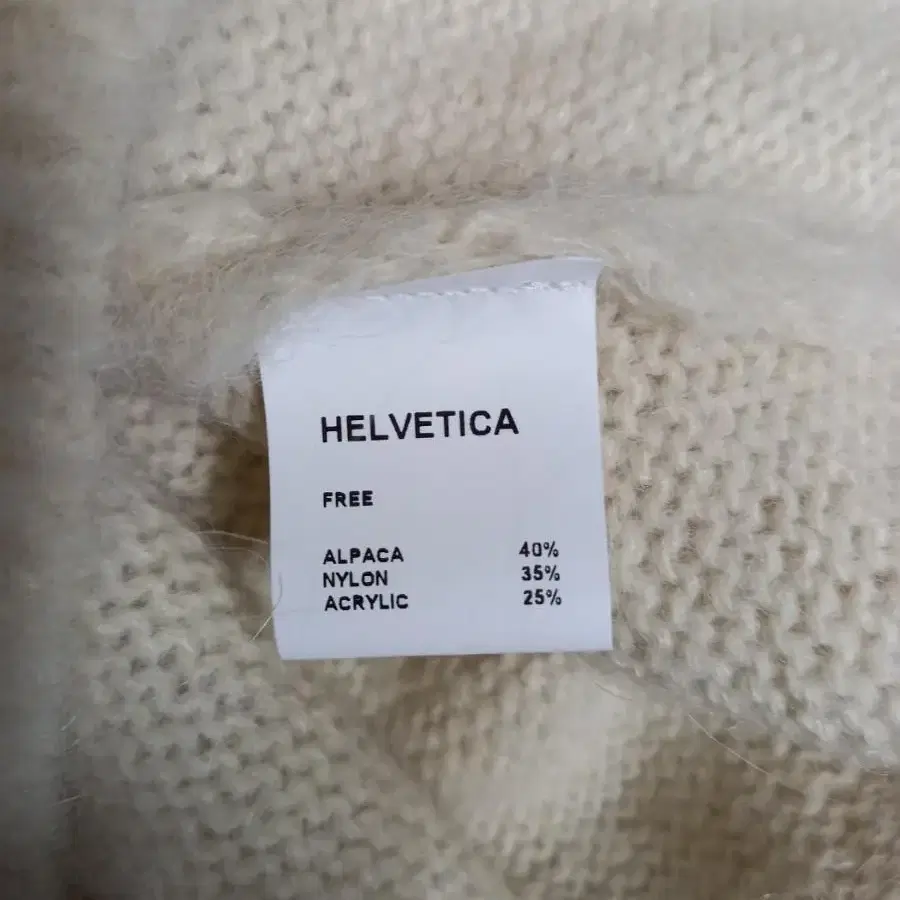 HELVETICA
FREE
ALPACA 40%
NYLON 35%
ACRYLIC 25%